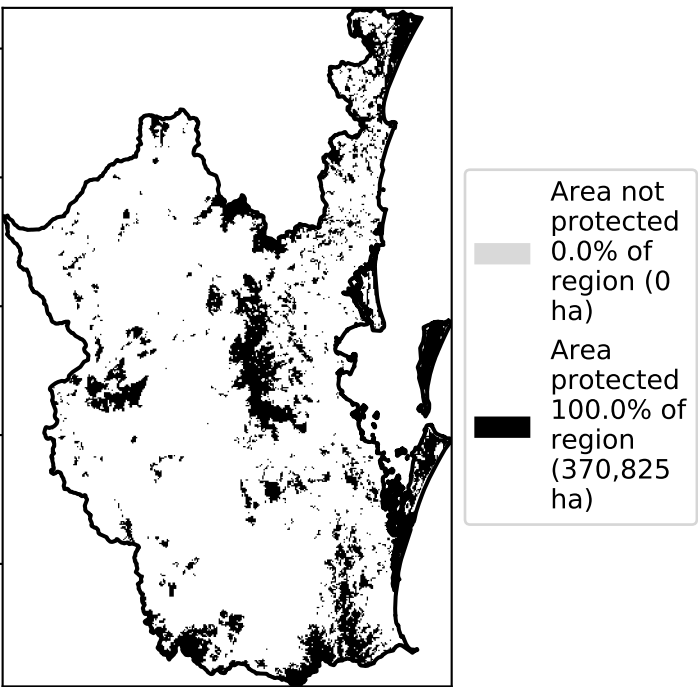 Area not
protected
0.0% of
region (0
ha)
Area
protected
100.0% of
region
(370,825
ha)